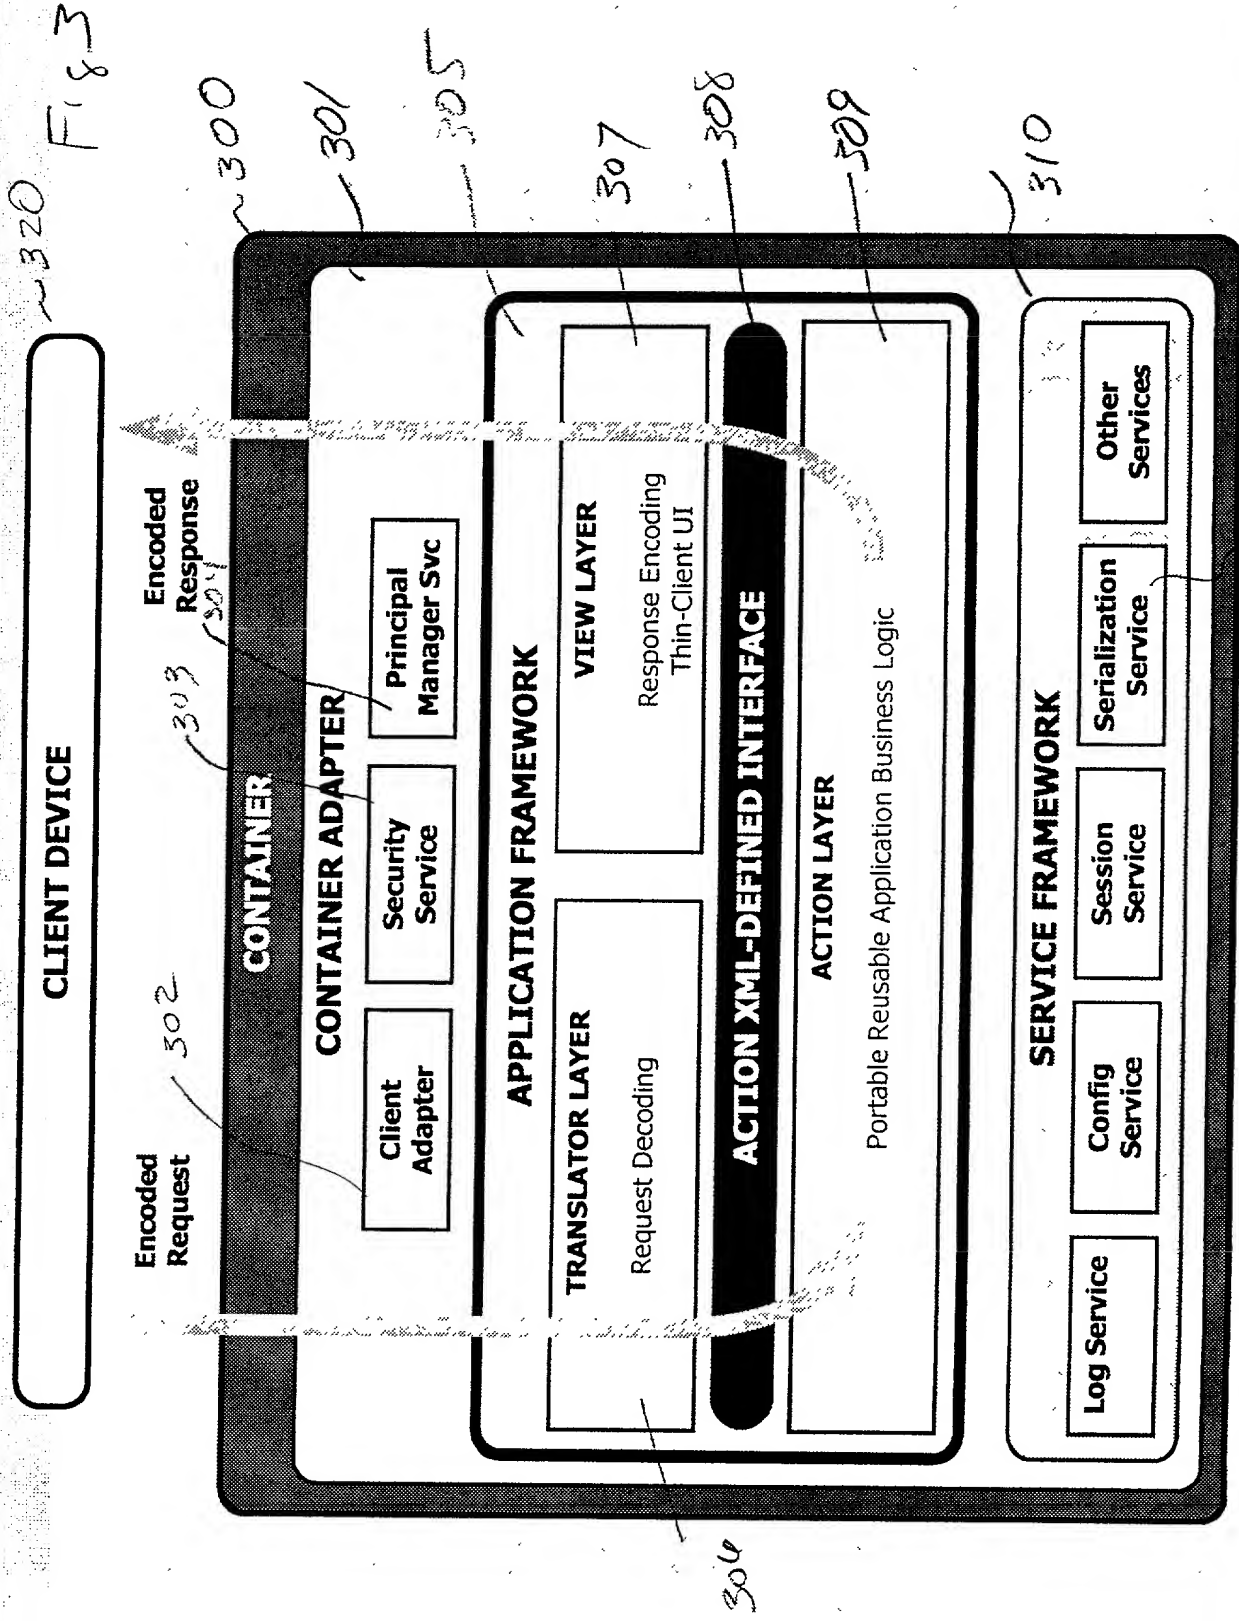 Fig 3
~320
CLIENT DEVICE
Encoded
Request
Encoded
Response
302
303
304
~300
CONTAINER
301
CONTAINER ADAPTER
Client
Adapter
Security
Service
Principal
Manager Svc
305
APPLICATION FRAMEWORK
TRANSLATOR LAYER
Request Decoding
306
VIEW LAYER
Response Encoding
Thin-Client UI
307
ACTION XML-DEFINED INTERFACE
308
ACTION LAYER
Portable Reusable Application Business Logic
309
SERVICE FRAMEWORK
310
Log Service
Config
Service
Session
Service
Serialization
Service
Other
Services